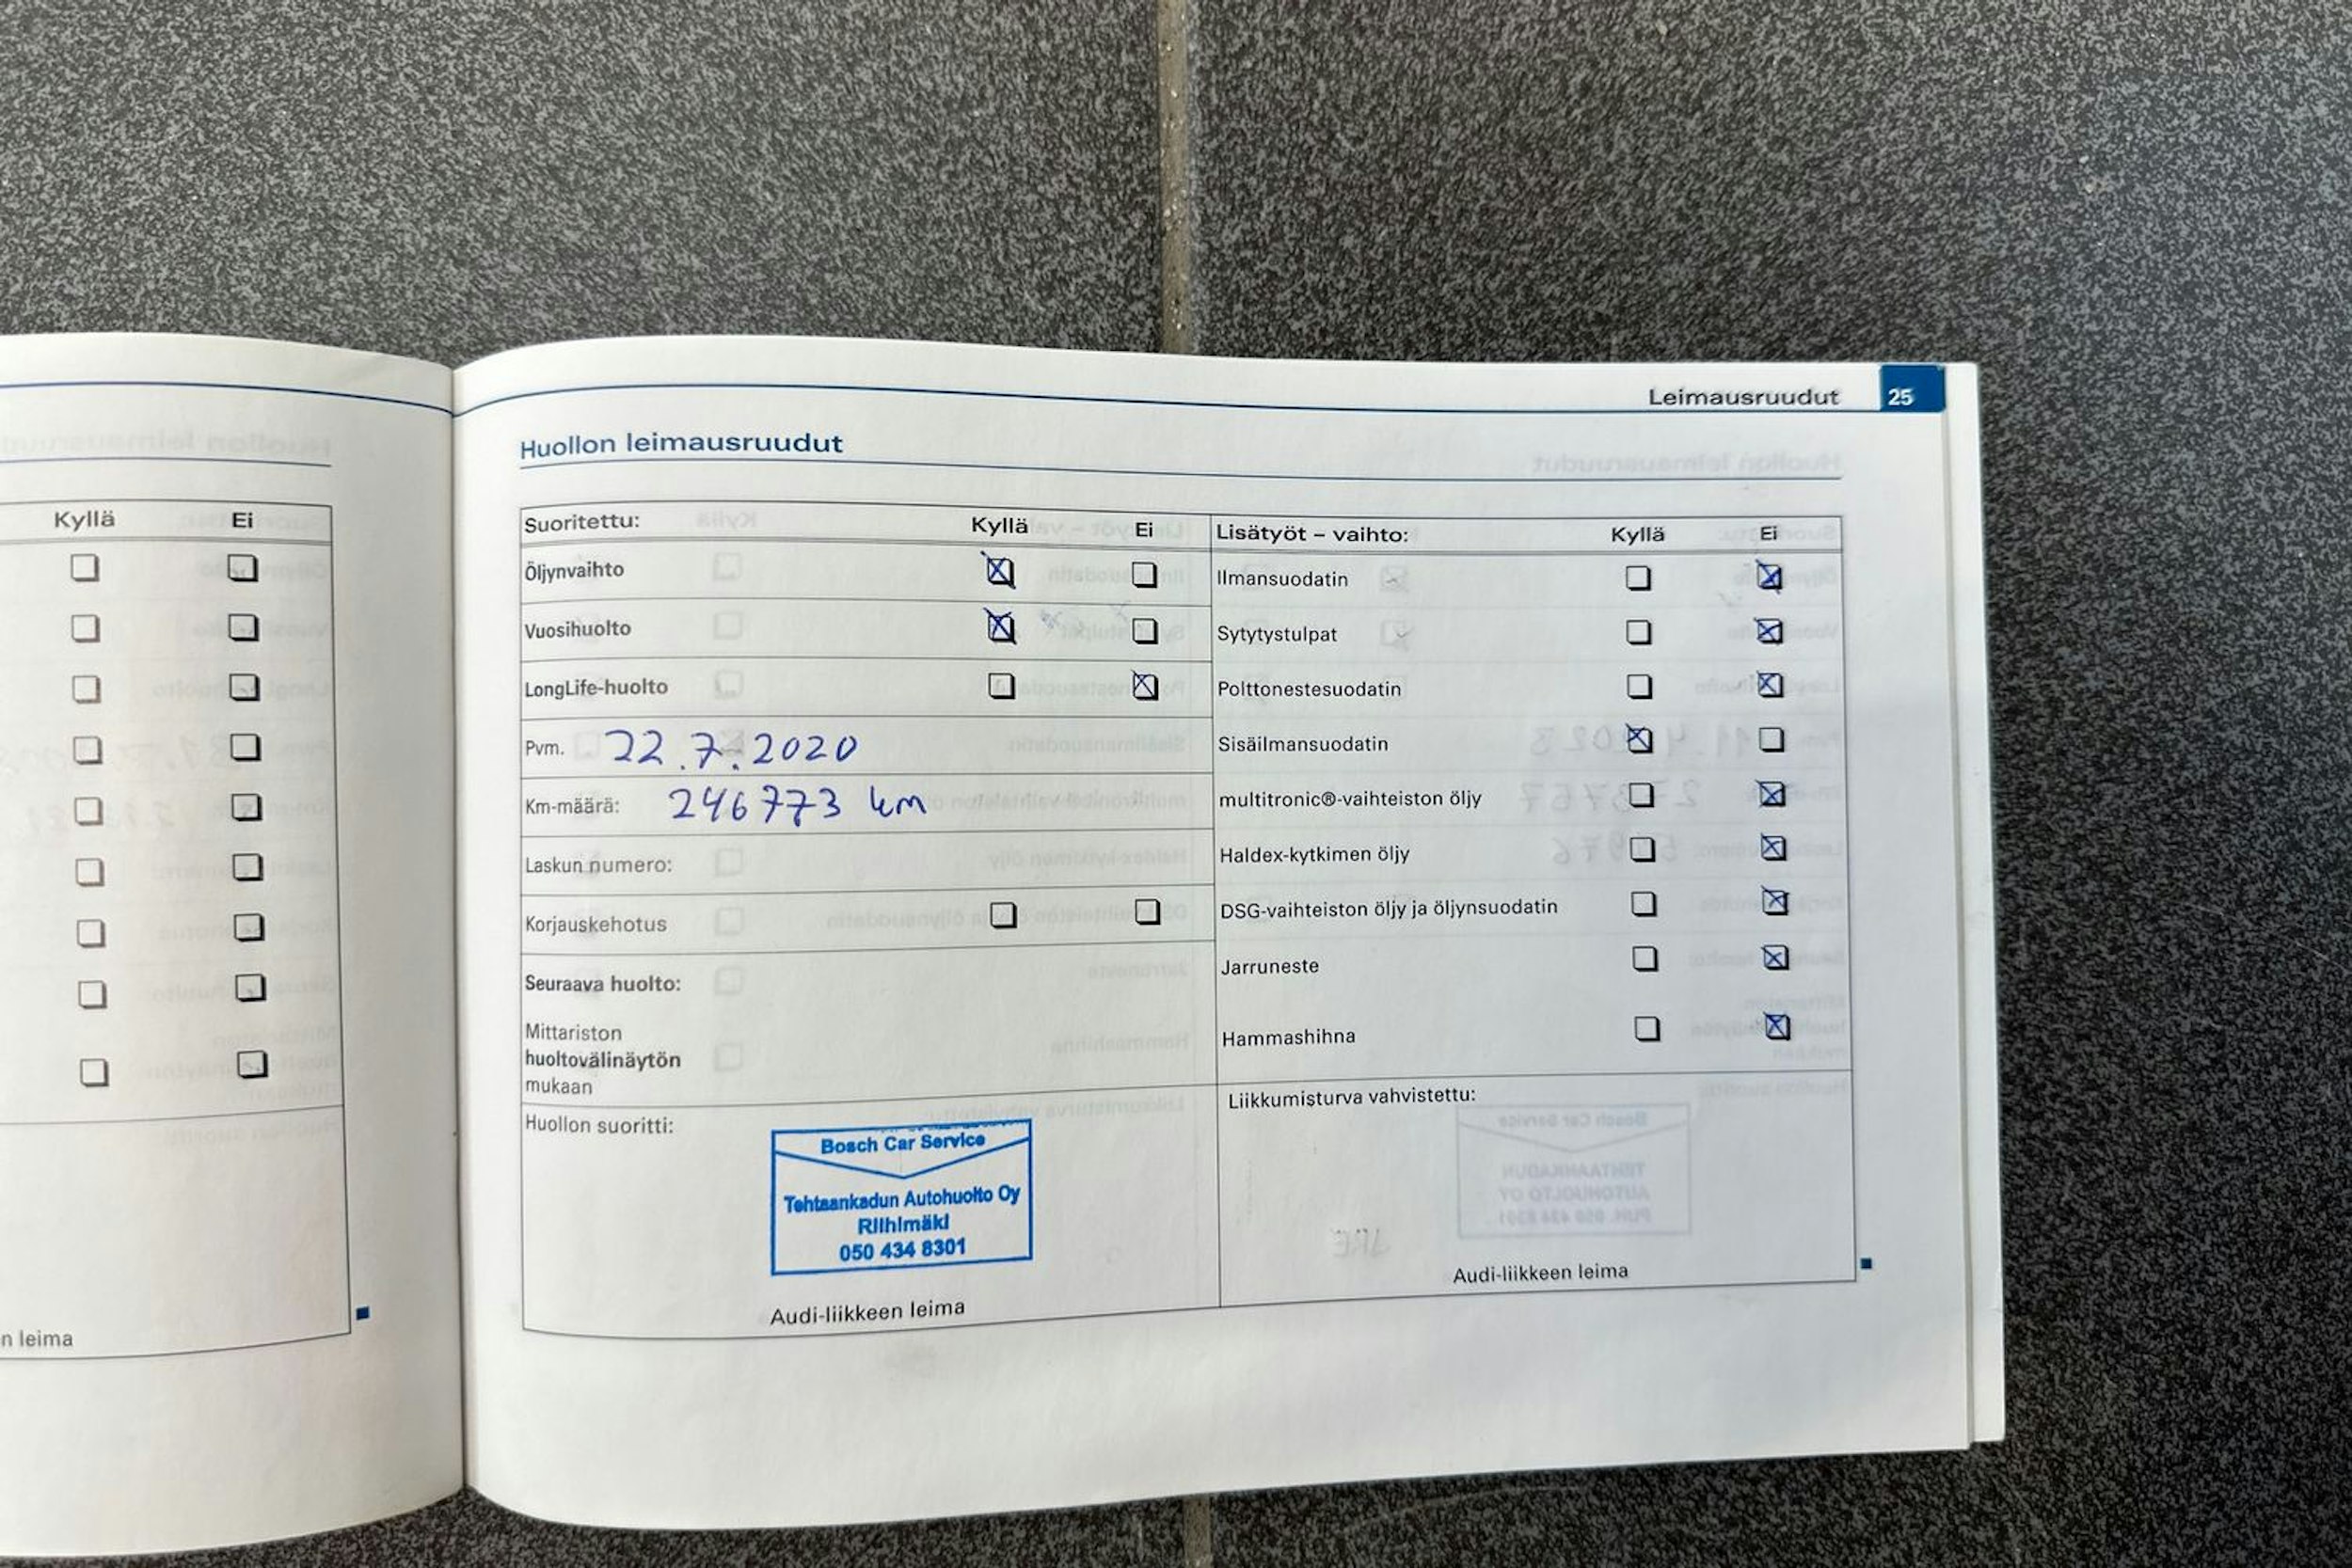 Leimausruudut 25
Huollon leimausruudut
Kyllä Ei
n leima
Suoritettu: Kyllä Ei
Öljynvaihto
Vuosihuolto
LongLife-huolto
Pvm. 22.7.2020
Km-määrä: 246773 km
Laskun numero:
Korjauskehotus
Seuraava huolto:
Mittariston
huoltovälinäytön
mukaan
Huollon suoritti:
Bosch Car Service
Tehtaankadun Autohuolto Oy
Riihimäki
050 434 8301
Audi-liikkeen leima
Lisätyöt – vaihto: Kyllä Ei
Ilmansuodatin
Sytytystulpat
Polttonestesuodatin
Sisäilmansuodatin
multitronic®-vaihteiston öljy
Haldex-kytkimen öljy
DSG-vaihteiston öljy ja öljynsuodatin
Jarruneste
Hammashihna
Liikkumisturva vahvistettu:
Audi-liikkeen leima